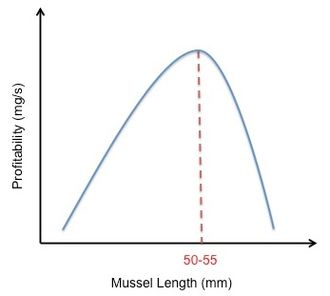 Profitability (mg/s)
50-55
Mussel Length (mm)